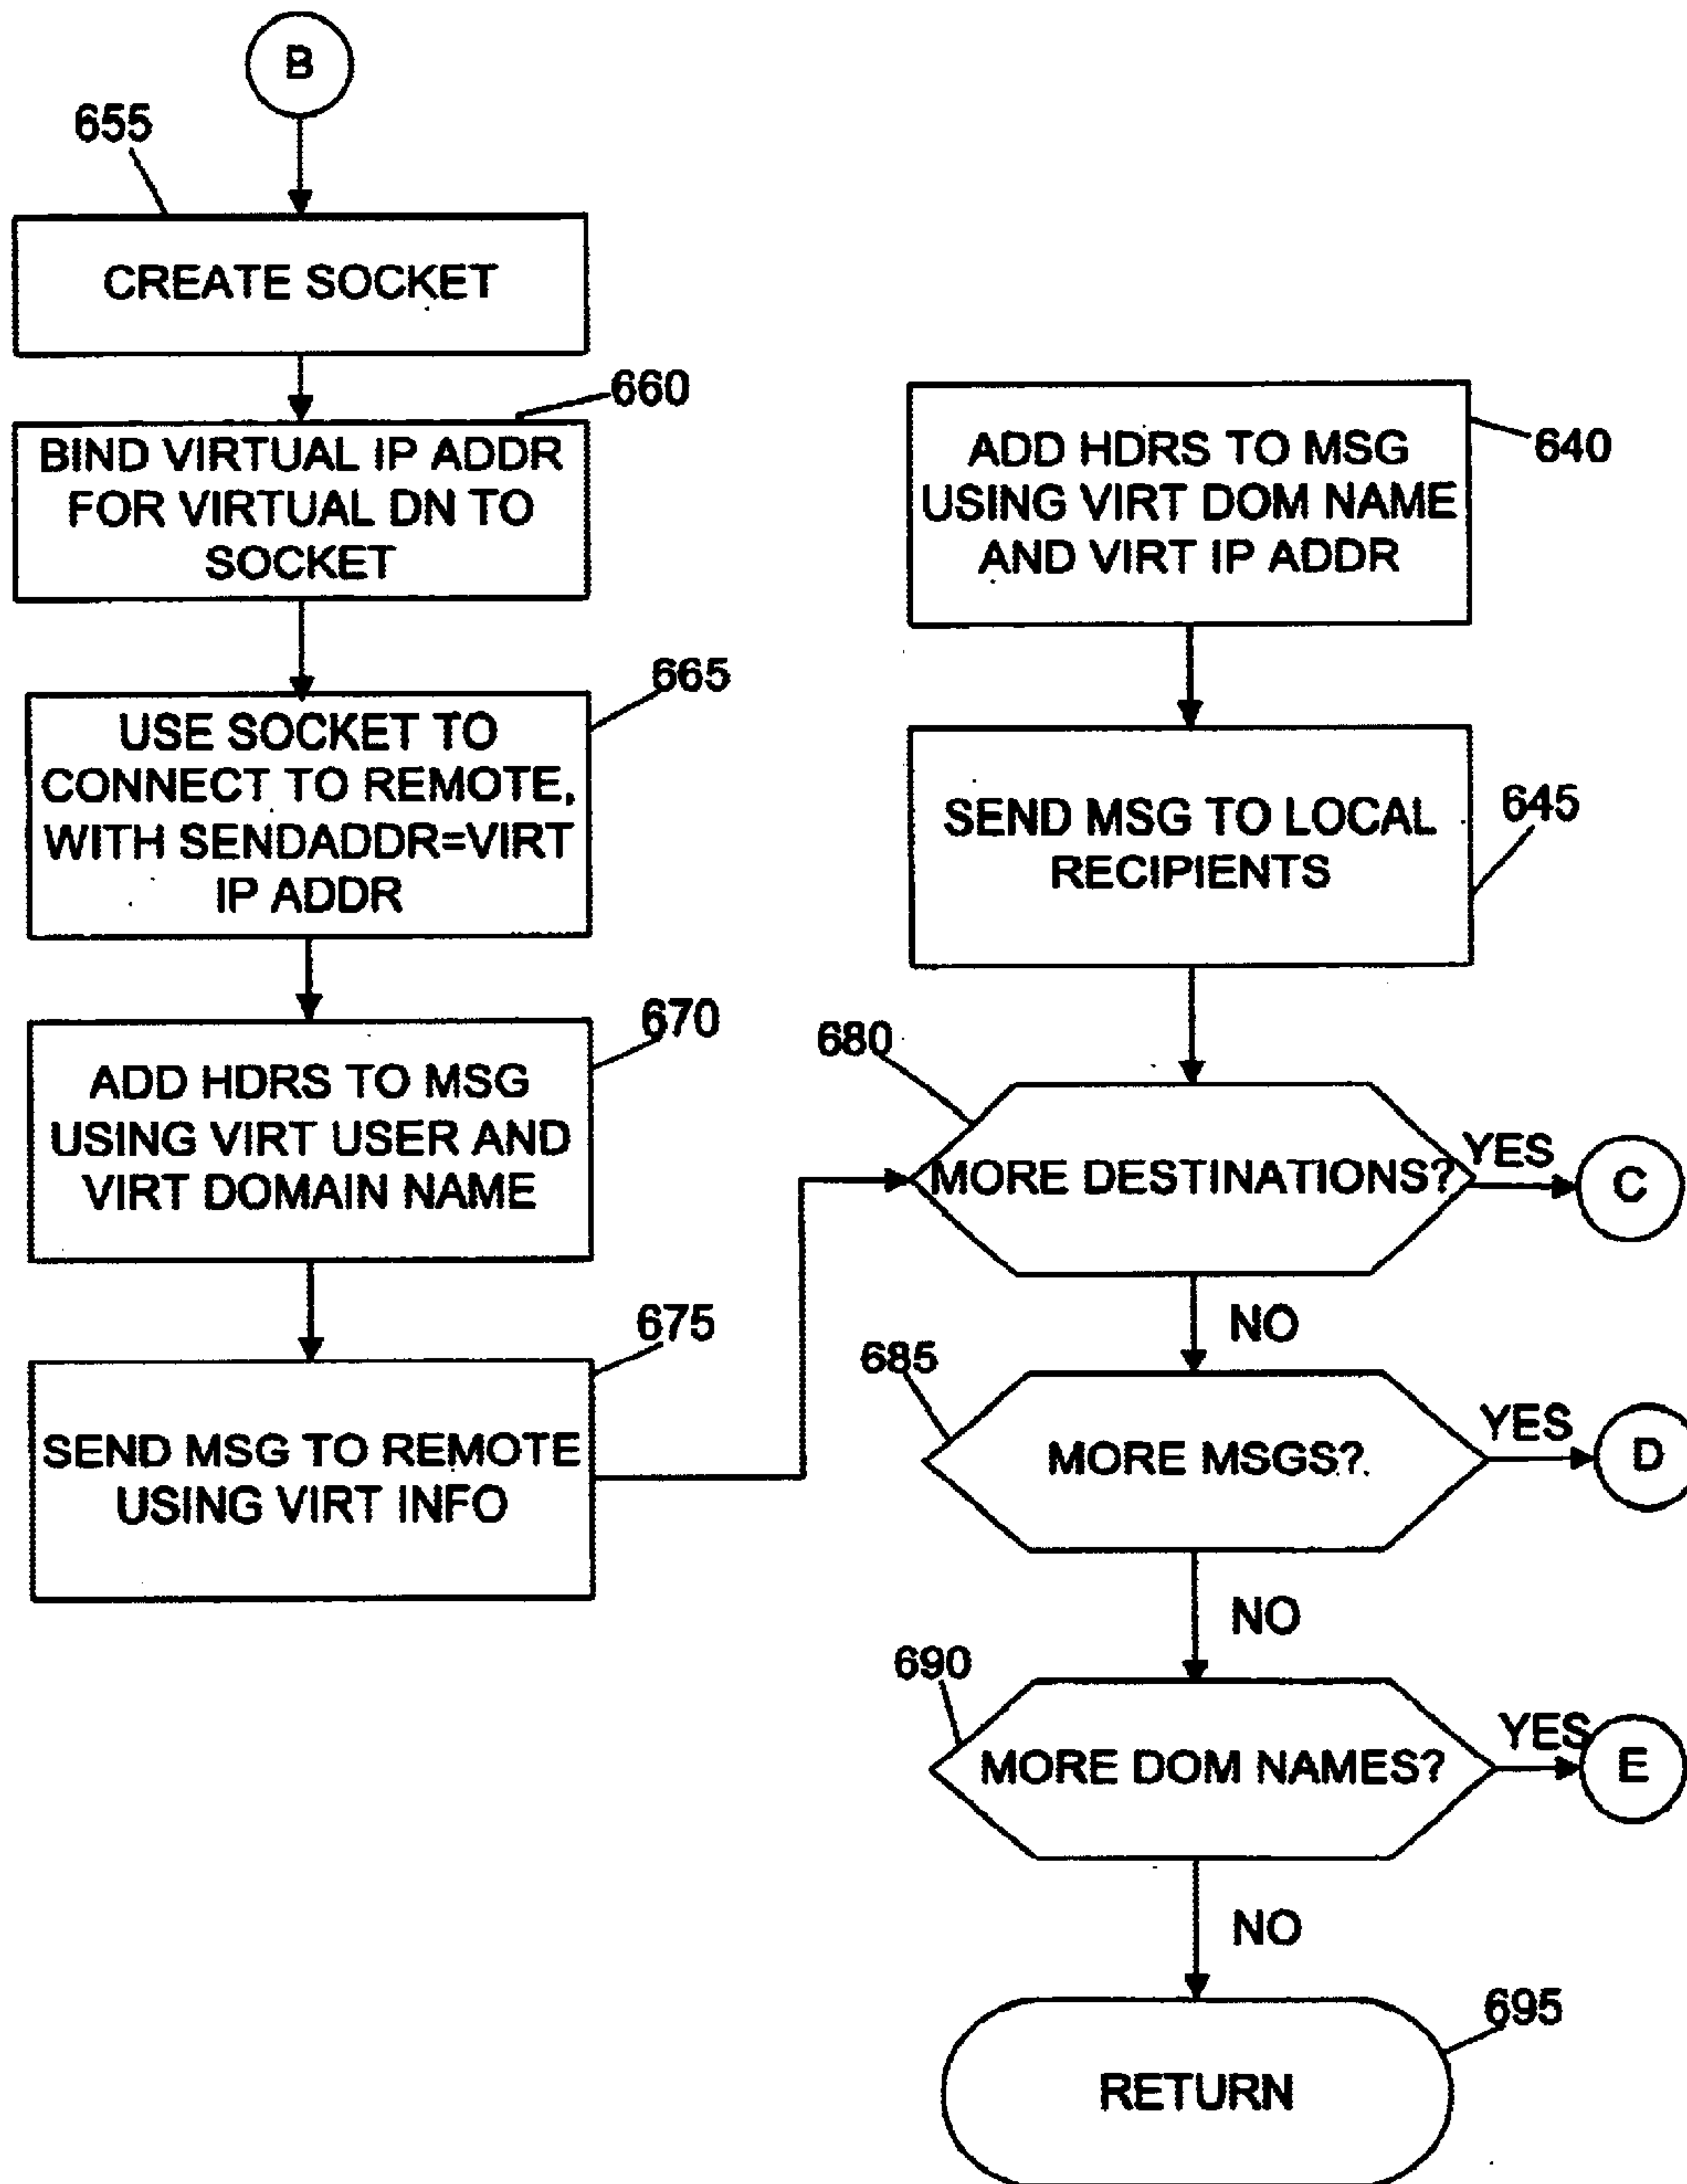 B
655
CREATE SOCKET
660
BIND VIRTUAL IP ADDR
FOR VIRTUAL DN TO
SOCKET
665
USE SOCKET TO
CONNECT TO REMOTE,
WITH SENDADDR=VIRT
IP ADDR
670
ADD HDRS TO MSG
USING VIRT USER AND
VIRT DOMAIN NAME
675
SEND MSG TO REMOTE
USING VIRT INFO
640
ADD HDRS TO MSG
USING VIRT DOM NAME
AND VIRT IP ADDR
645
SEND MSG TO LOCAL
RECIPIENTS
680
MORE DESTINATIONS?
YES
C
NO
685
MORE MSGS?
YES
D
NO
690
MORE DOM NAMES?
YES
E
NO
695
RETURN